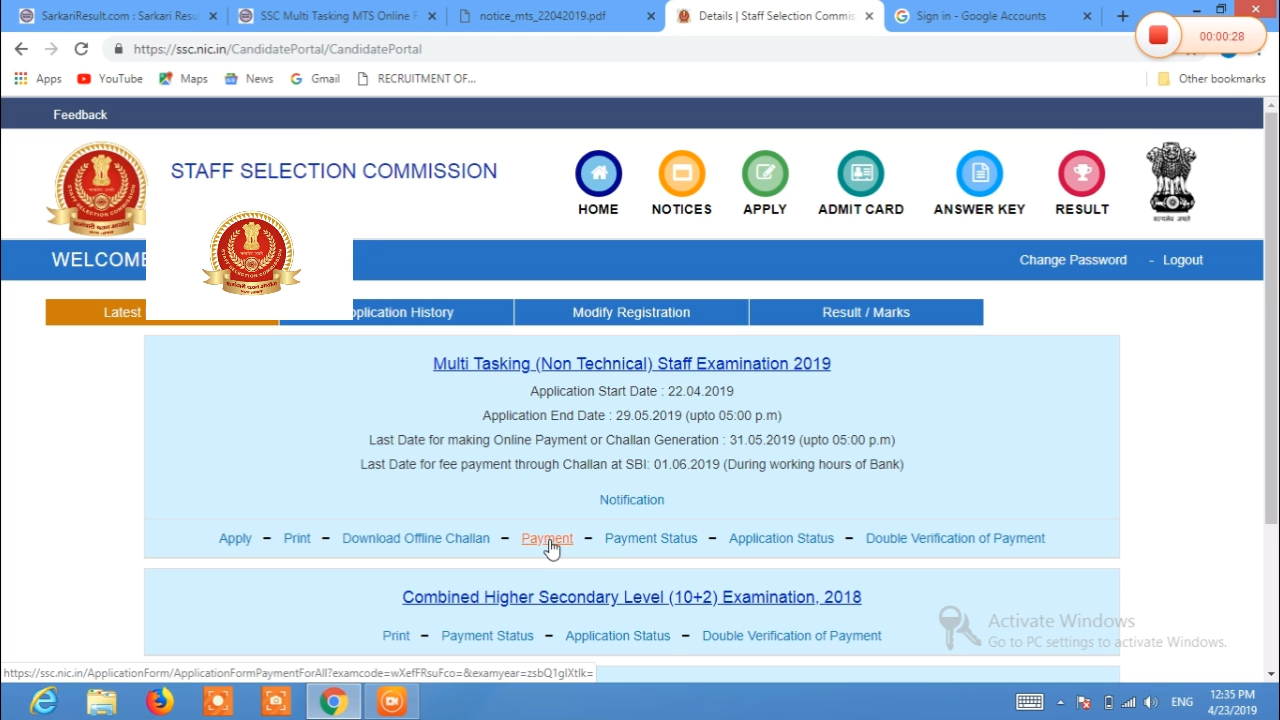 SarkariResult.com : Sarkari Resu
SSC Multi Tasking MTS Online F
notice_mts_22042019.pdf
Details | Staff Selection Commis
Sign in - Google Accounts
00:00:28
https://ssc.nic.in/CandidatePortal/CandidatePortal
Apps YouTube Maps News Gmail RECRUITMENT OF... Other bookmarks
Feedback
STAFF SELECTION COMMISSION
HOME NOTICES APPLY ADMIT CARD ANSWER KEY RESULT
WELCOME
Change Password - Logout
Latest pplication History Modify Registration Result / Marks
Multi Tasking (Non Technical) Staff Examination 2019
Application Start Date : 22.04.2019
Application End Date : 29.05.2019 (upto 05:00 p.m)
Last Date for making Online Payment or Challan Generation : 31.05.2019 (upto 05:00 p.m)
Last Date for fee payment through Challan at SBI: 01.06.2019 (During working hours of Bank)
Notification
Apply - Print - Download Offline Challan - Payment - Payment Status - Application Status - Double Verification of Payment
Combined Higher Secondary Level (10+2) Examination, 2018
Print - Payment Status - Application Status - Double Verification of Payment
Activate Windows
Go to PC settings to activate Windows.
https://ssc.nic.in/ApplicationForm/ApplicationFormPaymentForAll?examcode=wXefFRsuFco=&examyear=zsbQ1glXtlk=
ENG
12:35 PM
4/23/2019